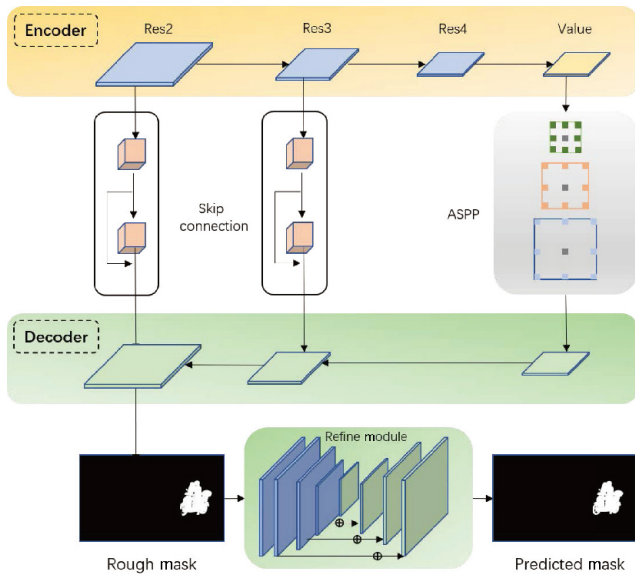 Encoder
Res2
Res3
Res4
Value
Skip
connection
ASPP
Decoder
Refine module
Rough mask
Predicted mask